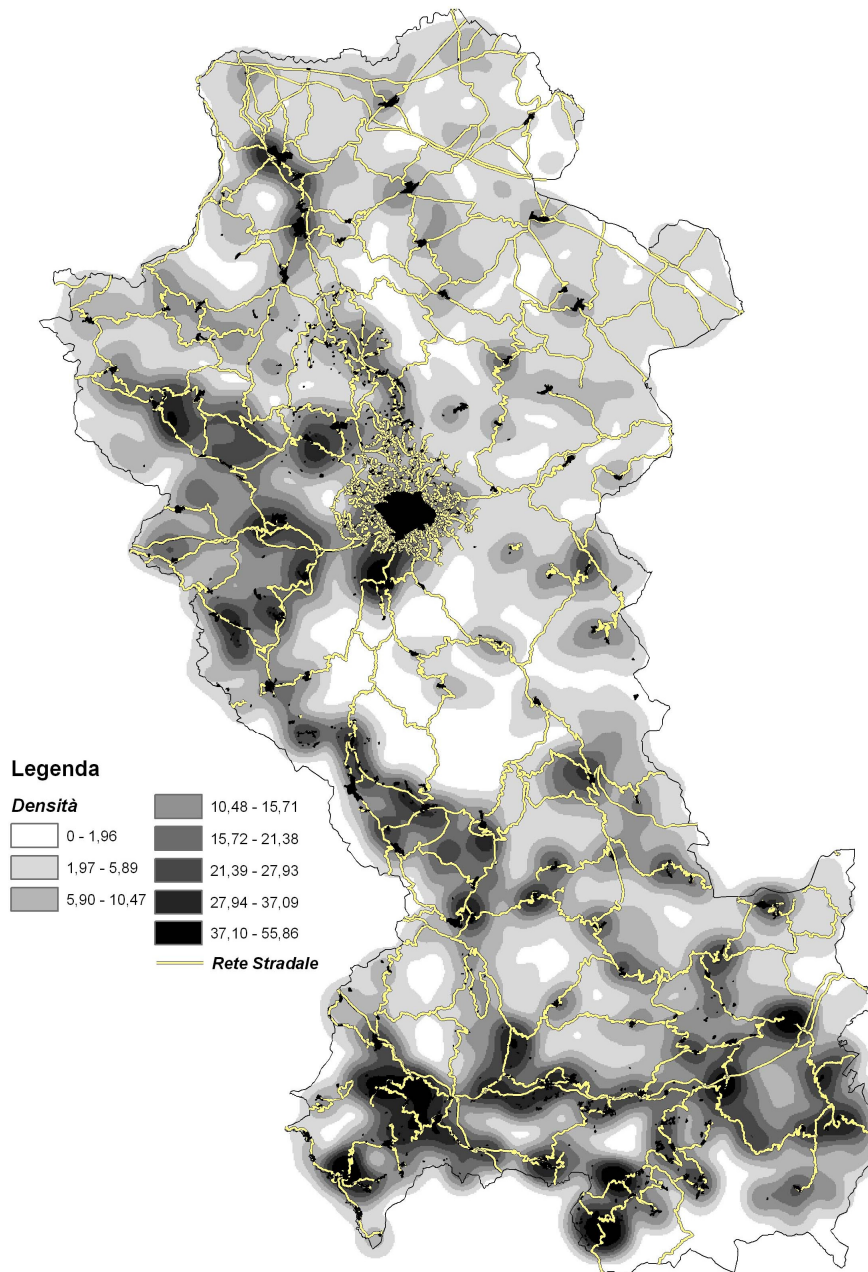 Legenda
Densità
0 - 1,96
1,97 - 5,89
5,90 - 10,47
10,48 - 15,71
15,72 - 21,38
21,39 - 27,93
27,94 - 37,09
37,10 - 55,86
Rete Stradale